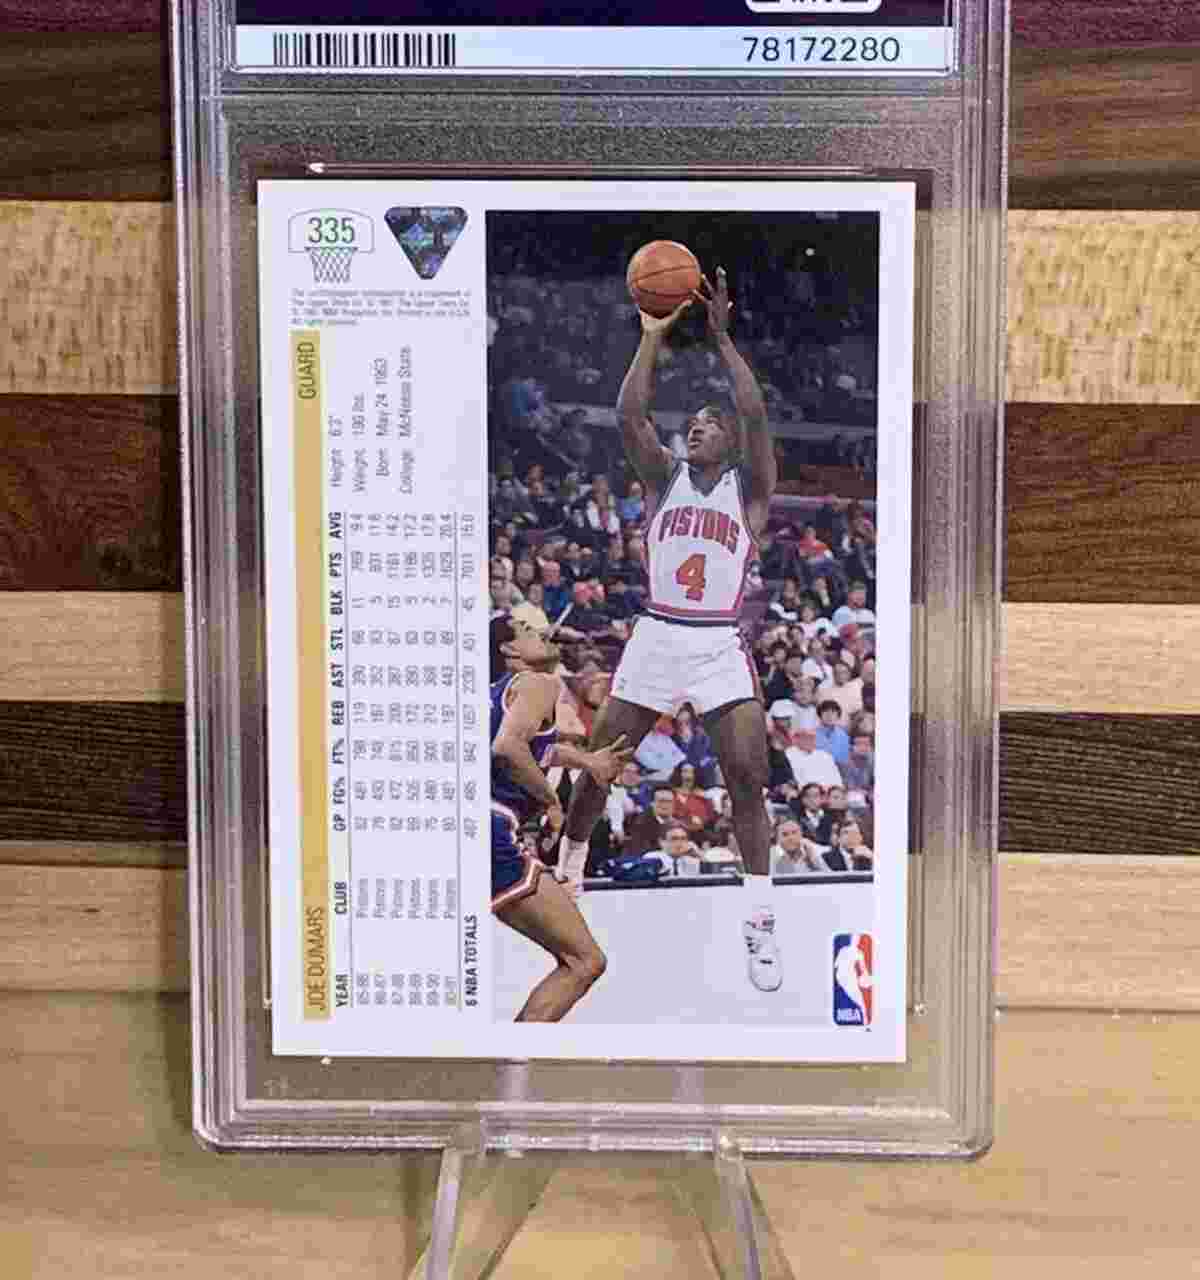 78172280
335
JOE DUMARS GUARD
Height 6'3"
Weight 190 lbs.
Born May 24 1963
College McNeese State
YEAR CLUB GP FG% FT% REB AST STL BLK PTS AVG
85-86 Pistons 82 .481 .798 119 390 66 11 769 9.4
86-87 Pistons 79 .493 .748 167 352 83 5 931 11.8
87-88 Pistons 82 .472 .815 200 387 87 15 1161 14.2
88-89 Pistons 69 .505 .850 172 390 63 5 1186 17.2
89-90 Pistons 75 .480 .900 212 368 63 2 1335 17.8
90-91 Pistons 80 .481 .890 187 443 89 7 1629 20.4
6 NBA TOTALS 467 .485 .842 1057 2330 451 45 7011 15.0
PISTONS
4
NBA